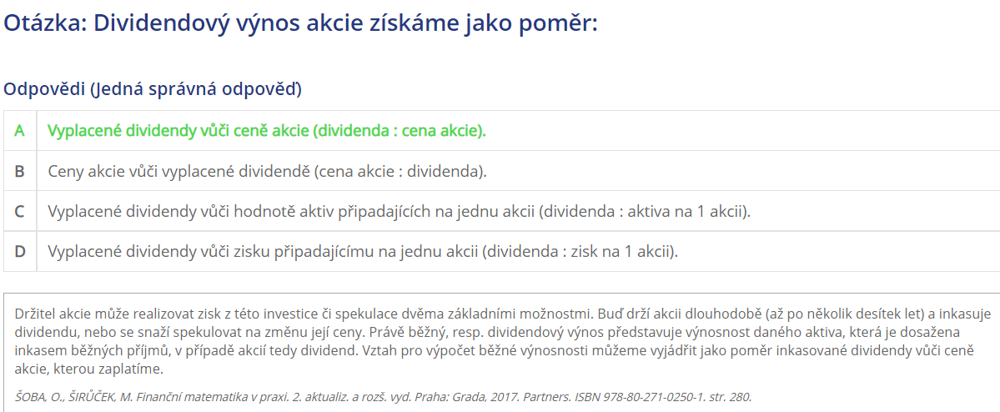 Otázka: Dividendový výnos akcie získáme jako poměr:
Odpovědi (Jedná správná odpověď)
A Vyplacené dividendy vůči ceně akcie (dividenda : cena akcie).
B Ceny akcie vůči vyplacené dividendě (cena akcie : dividenda).
C Vyplacené dividendy vůči hodnotě aktiv připadajících na jednu akcii (dividenda : aktiva na 1 akcii).
D Vyplacené dividendy vůči zisku připadajícímu na jednu akcii (dividenda : zisk na 1 akcii).
Držitel akcie může realizovat zisk z této investice či spekulace dvěma základními možnostmi. Buď drží akcii dlouhodobě (až po několik desítek let) a inkasuje
dividendu, nebo se snaží spekulovat na změnu její ceny. Právě běžný, resp. dividendový výnos představuje výnosnost daného aktiva, která je dosažena
inkasem běžných příjmů, v případě akcií tedy dividend. Vztah pro výpočet běžné výnosnosti můžeme vyjádřit jako poměr inkasované dividendy vůči ceně
akcie, kterou zaplatíme.
ŠOBA, O., ŠIRŮČEK, M. Finanční matematika v praxi. 2. aktualiz. a rozš. vyd. Praha: Grada, 2017. Partners. ISBN 978-80-271-0250-1. str. 280.